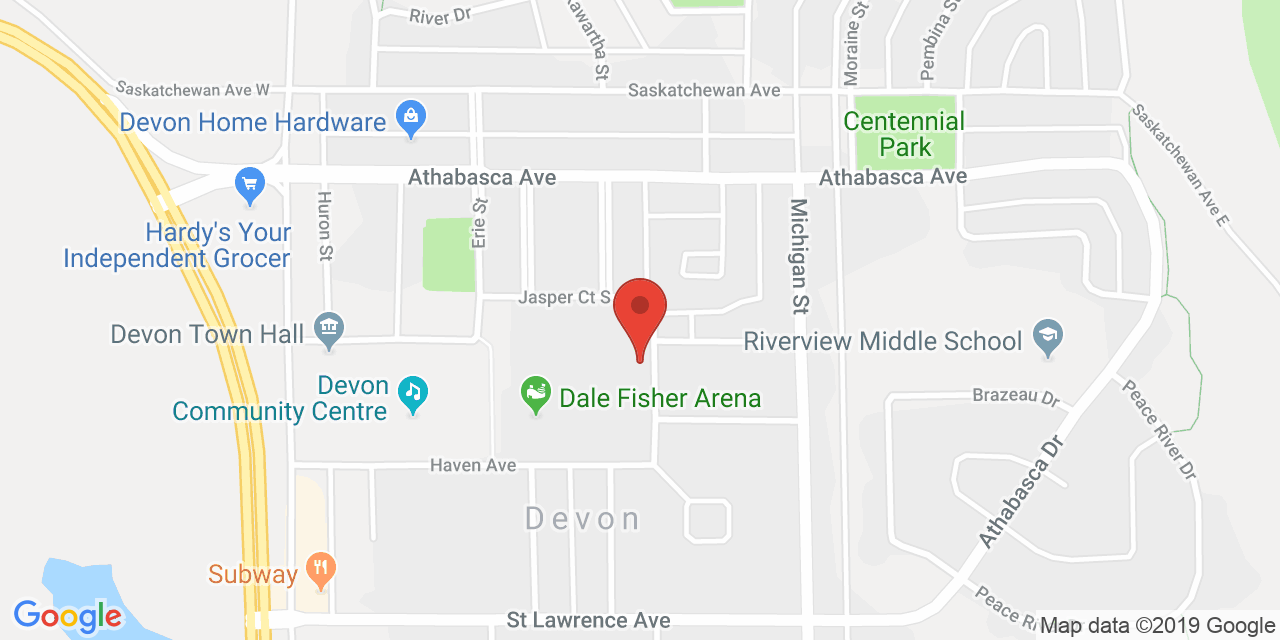 River Dr
Kawartha St
Moraine St
Pembina St
Saskatchewan Ave W
Saskatchewan Ave
Saskatchewan Ave E
Devon Home Hardware
Centennial
Park
Athabasca Ave
Athabasca Ave
Huron St
Erie St
Michigan St
Hardy's Your
Independent Grocer
Jasper Ct S
Devon Town Hall
Riverview Middle School
Devon
Community Centre
Dale Fisher Arena
Brazeau Dr
Peace River Dr
Athabasca Dr
Haven Ave
Devon
Subway
Google
St Lawrence Ave
Peace River Dr
Map data ©2019 Google